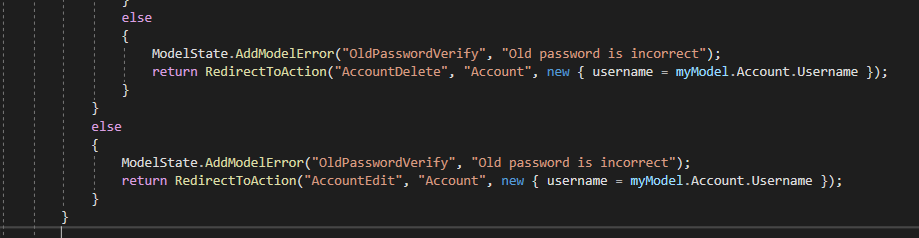 }
else
{
ModelState.AddModelError("OldPasswordVerify", "Old password is incorrect");
return RedirectToAction("AccountDelete", "Account", new { username = myModel.Account.Username });
}
}
else
{
ModelState.AddModelError("OldPasswordVerify", "Old password is incorrect");
return RedirectToAction("AccountEdit", "Account", new { username = myModel.Account.Username });
}
}